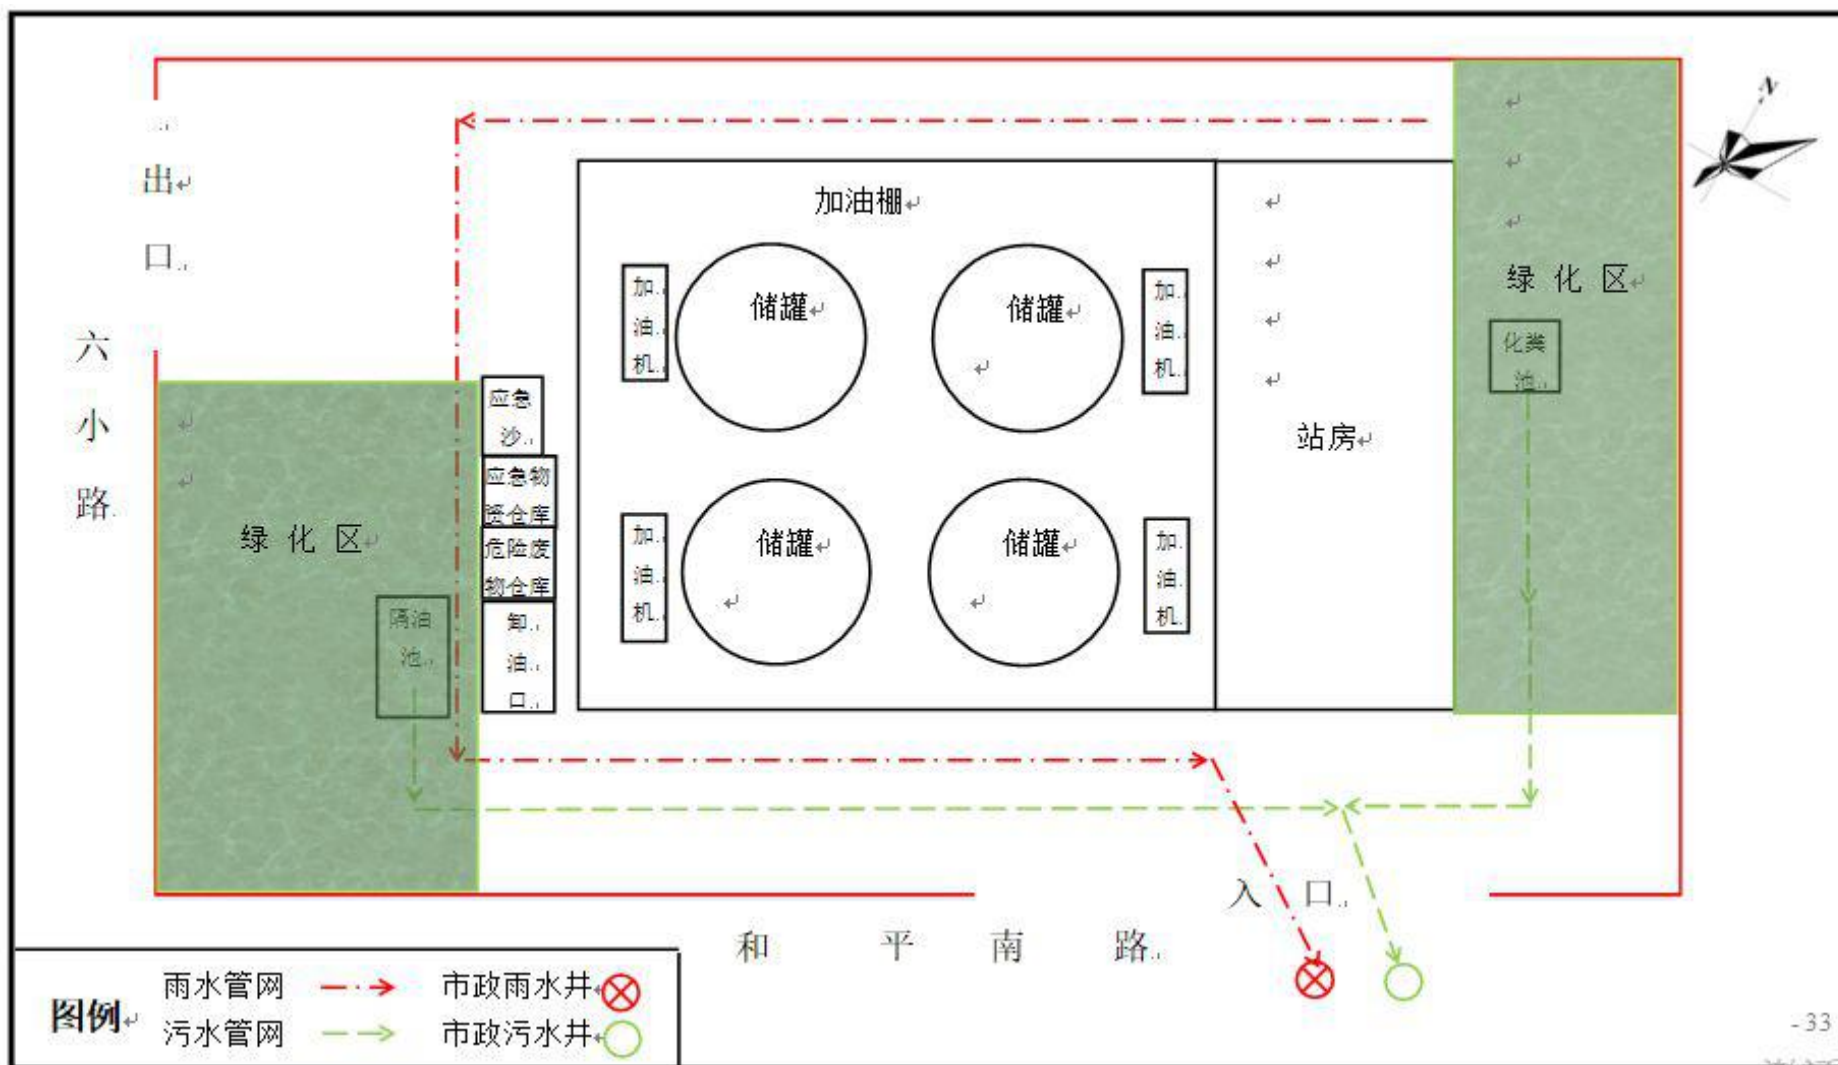 N
出
口
六
小
路
加油棚
加
油
机
储罐
储罐
加
油
机
绿 化 区
化粪
池
应急
沙
站房
应急物
资仓库
绿 化 区
危险废
物仓库
加
油
机
储罐
储罐
加
油
机
隔油
池
卸
油
口
入 口
和 平 南 路
图例
雨水管网
市政雨水井
污水管网
市政污水井
- 33